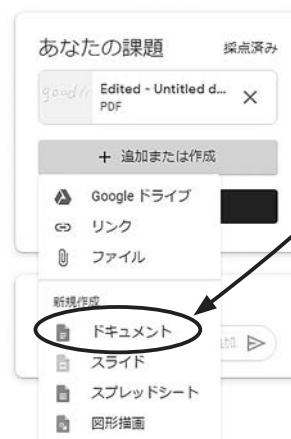 あなたの課題 採点済み
Edited - Untitled d...
PDF
+ 追加または作成
Google ドライブ
リンク
ファイル
新規作成
ドキュメント
スライド
スプレッドシート
図形描画